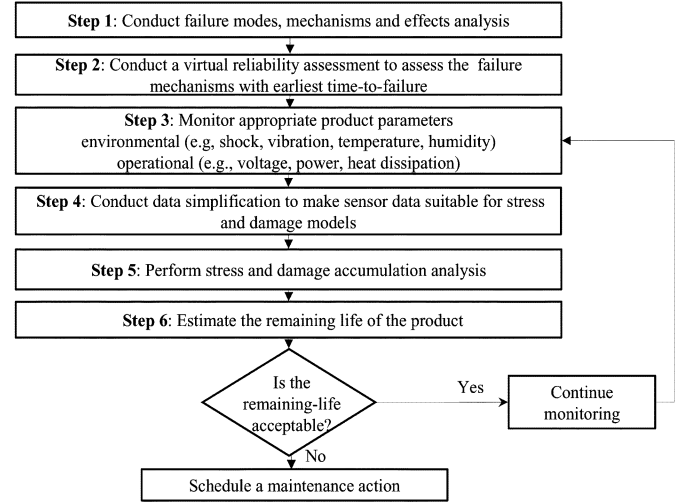 Step 1: Conduct failure modes, mechanisms and effects analysis
Step 2: Conduct a virtual reliability assessment to assess the failure
mechanisms with earliest time-to-failure
Step 3: Monitor appropriate product parameters
environmental (e.g, shock, vibration, temperature, humidity)
operational (e.g., voltage, power, heat dissipation)
Step 4: Conduct data simplification to make sensor data suitable for stress
and damage models
Step 5: Perform stress and damage accumulation analysis
Step 6: Estimate the remaining life of the product
Is the
remaining-life
acceptable?
Yes
Continue
monitoring
No
Schedule a maintenance action